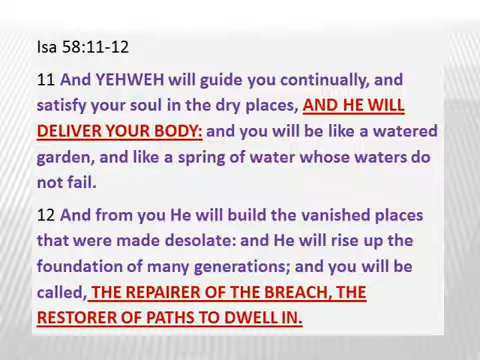 Isa 58:11-12
11 And YEHWEH will guide you continually, and
satisfy your soul in the dry places, AND HE WILL
DELIVER YOUR BODY: and you will be like a watered
garden, and like a spring of water whose waters do
not fail.
12 And from you He will build the vanished places
that were made desolate: and He will rise up the
foundation of many generations; and you will be
called, THE REPAIRER OF THE BREACH, THE
RESTORER OF PATHS TO DWELL IN.